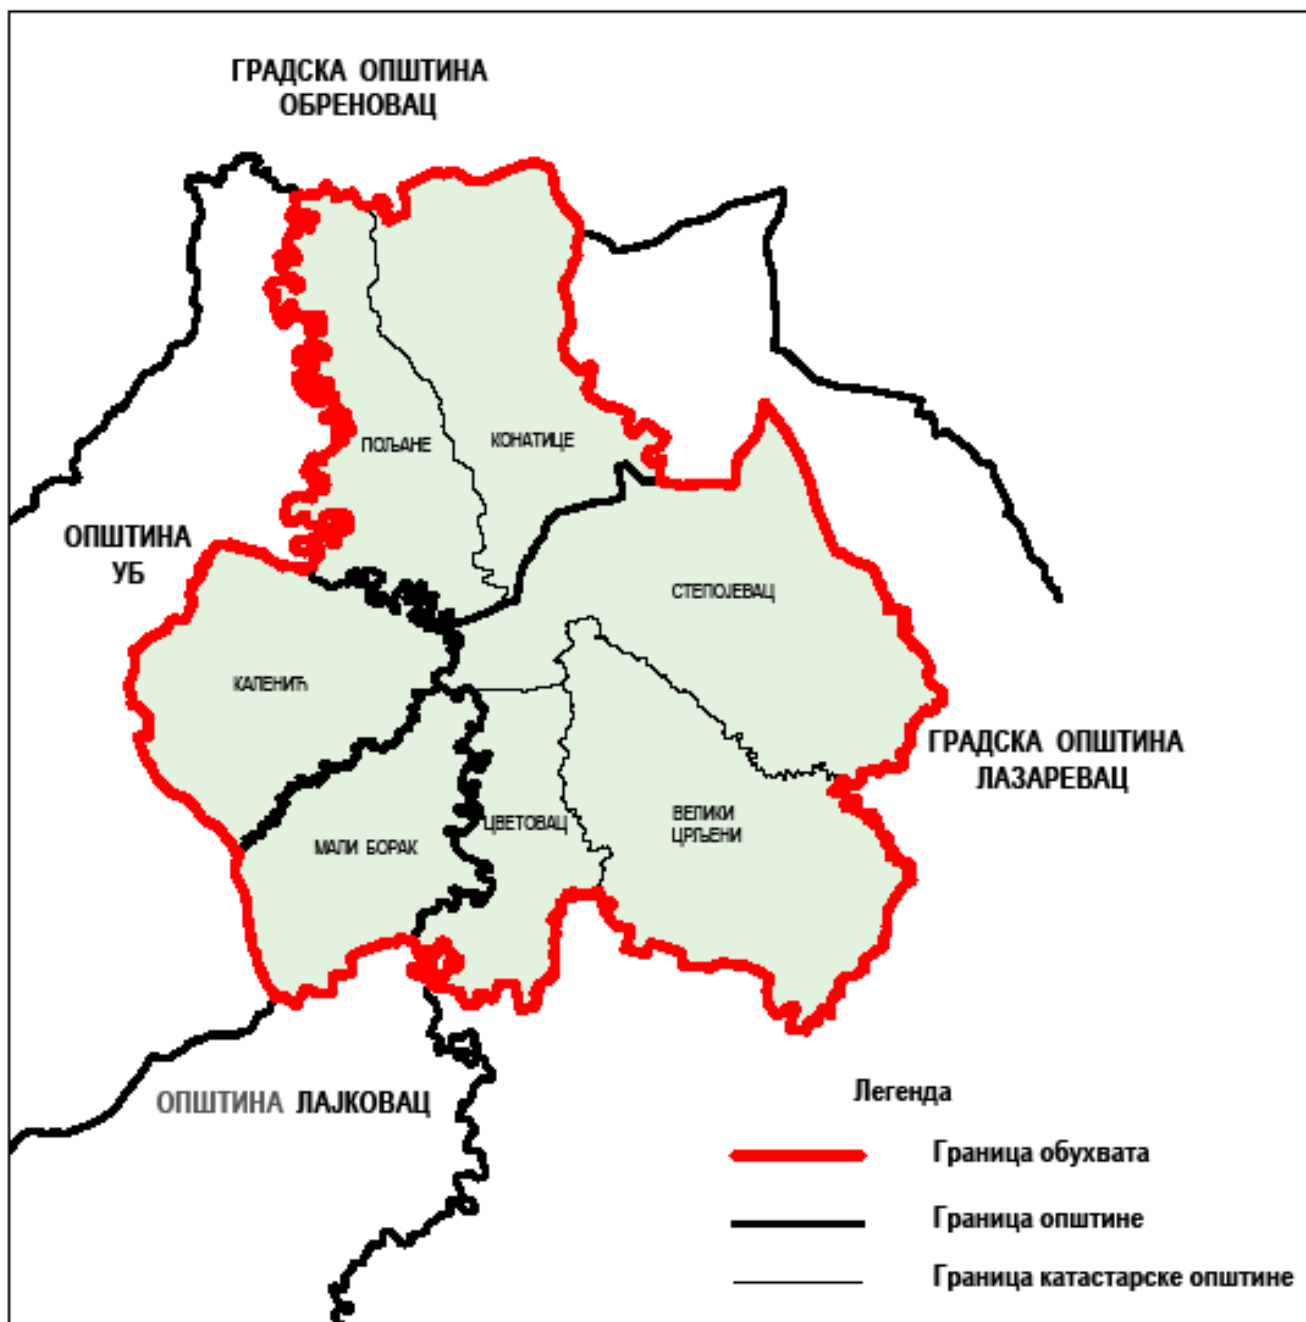 ГРАДСКА ОПШТИНА
ОБРЕНОВАЦ
ПОЉАНЕ
КОНАТИЦЕ
ОПШТИНА
УБ
СТЕПОЈЕВАЦ
КАЛЕНИЋ
ГРАДСКА ОПШТИНА
ЛАЗАРЕВАЦ
ЦВЕТОВАЦ
ВЕЛИКИ
ЦРЉЕНИ
МАЛИ БОРАК
ОПШТИНА ЛАЈКОВАЦ
Легенда
Граница обухвата
Граница општине
Граница катастарске општине